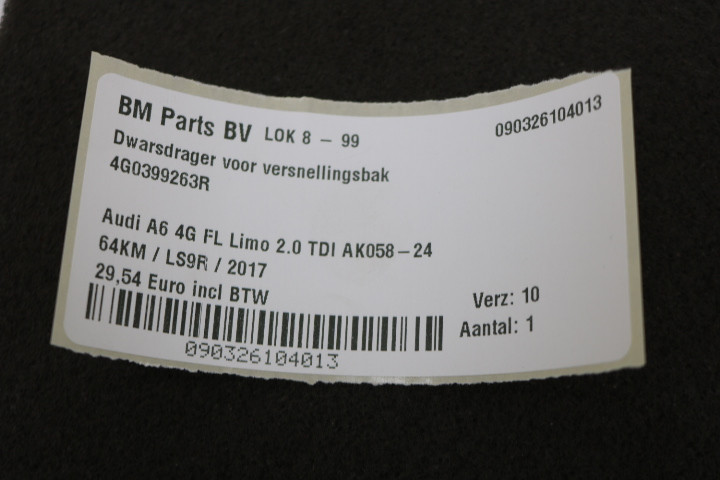 BM Parts BV LOK 8 – 99 090326104013
Dwarsdrager voor versnellingsbak
4G0399263R
Audi A6 4G FL Limo 2.0 TDI AK058–24
64KM / LS9R / 2017
29,54 Euro incl BTW
Verz: 10
Aantal: 1
090326104013